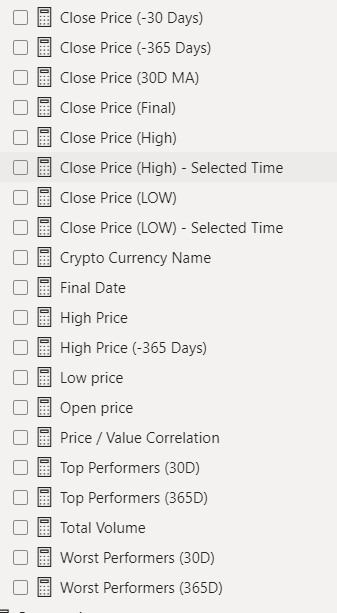 Close Price (-30 Days)
Close Price (-365 Days)
Close Price (30D MA)
Close Price (Final)
Close Price (High)
Close Price (High) - Selected Time
Close Price (LOW)
Close Price (LOW) - Selected Time
Crypto Currency Name
Final Date
High Price
High Price (-365 Days)
Low price
Open price
Price / Value Correlation
Top Performers (30D)
Top Performers (365D)
Total Volume
Worst Performers (30D)
Worst Performers (365D)